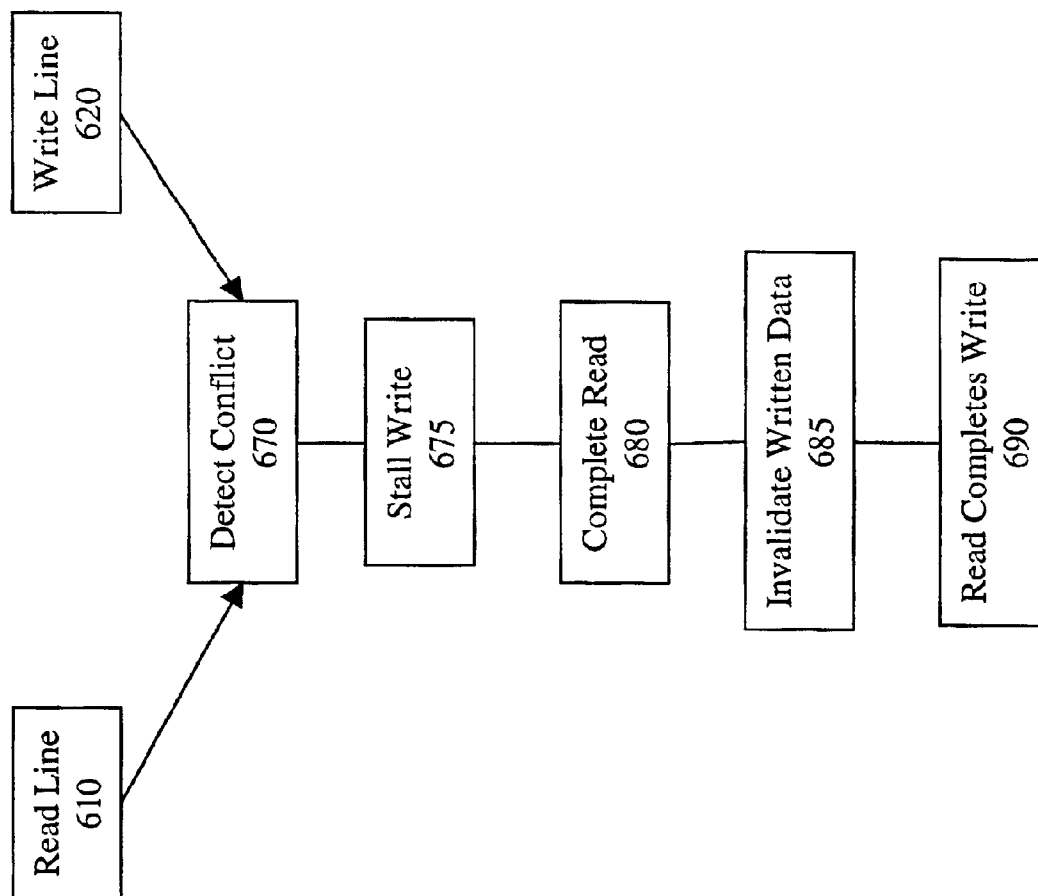 Read Line
610
Write Line
620
Detect Conflict
670
Stall Write
675
Complete Read
680
Invalidate Written Data
685
Read Completes Write
690